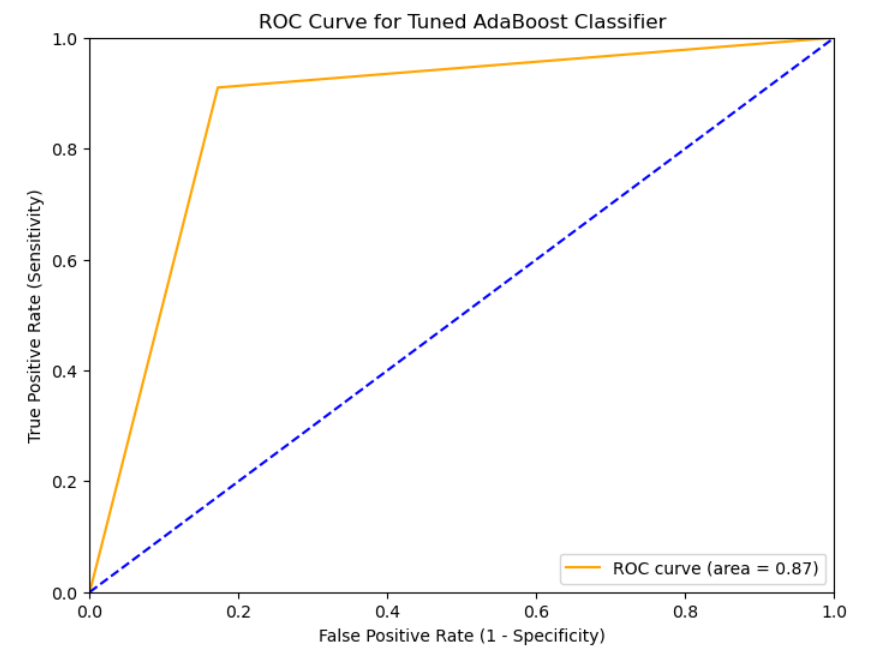 ROC Curve for Tuned AdaBoost Classifier
1.0
0.8
0.6
0.4
0.2
0.0
True Positive Rate (Sensitivity)
ROC curve (area = 0.87)
0.0 0.2 0.4 0.6 0.8 1.0
False Positive Rate (1 - Specificity)